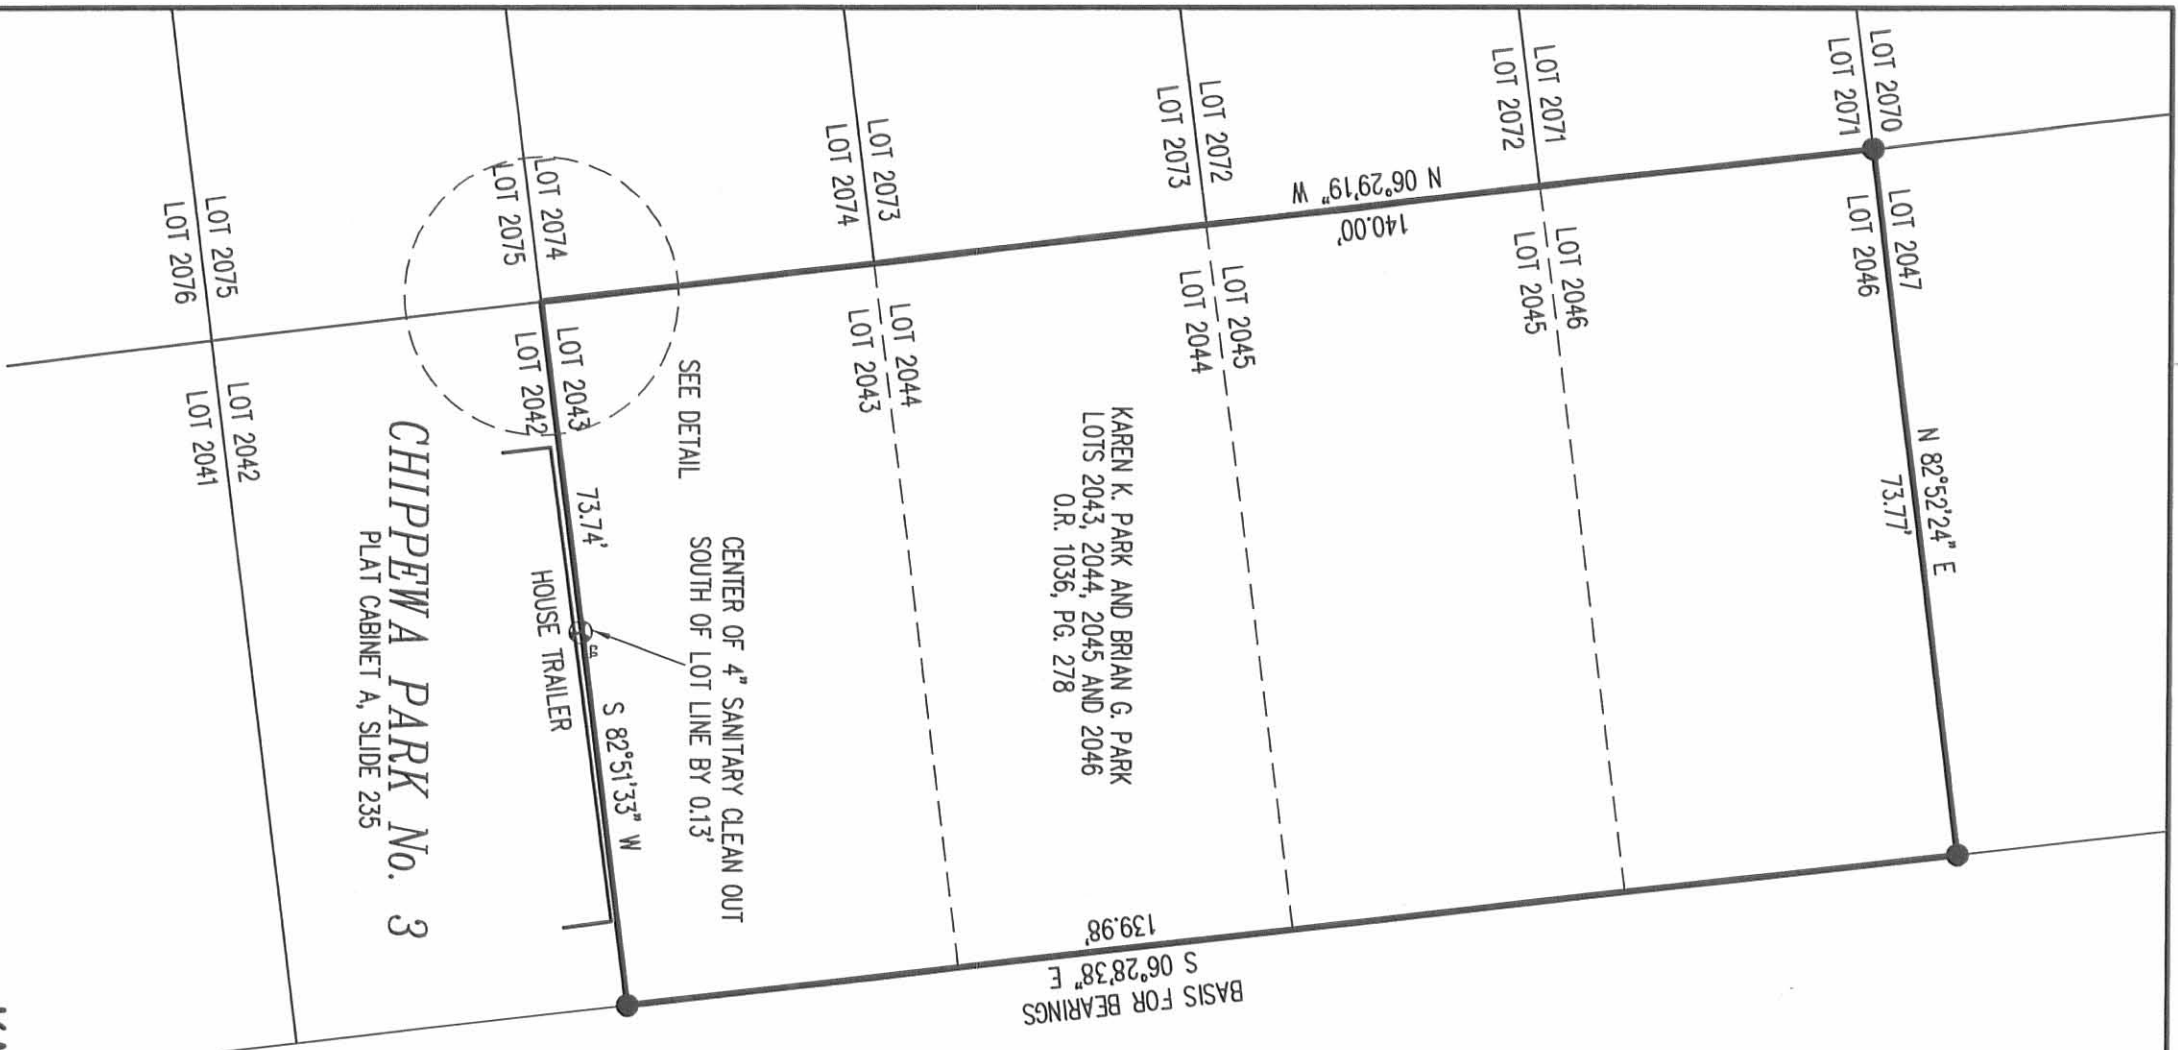 LOT 2070
LOT 2071
LOT 2047
LOT 2046
N 82°52'24" E
73.77'
LOT 2071
LOT 2072
LOT 2046
LOT 2045
N 06°29'19" W
140.00'
LOT 2072
LOT 2073
LOT 2045
LOT 2044
KAREN K. PARK AND BRIAN G. PARK
LOTS 2043, 2044, 2045 AND 2046
O.R. 1036, PG. 278
139.98'
S 06°28'38" E
BASIS FOR BEARINGS
LOT 2073
LOT 2074
LOT 2044
LOT 2043
SEE DETAIL
CENTER OF 4" SANITARY CLEAN OUT
SOUTH OF LOT LINE BY 0.13'
LOT 2074
LOT 2075
LOT 2043
LOT 2042
73.74'
S 82°51'33" W
HOUSE TRAILER
CHIPPEWA PARK No. 3
PLAT CABINET A, SLIDE 235
LOT 2075
LOT 2076
LOT 2042
LOT 2041